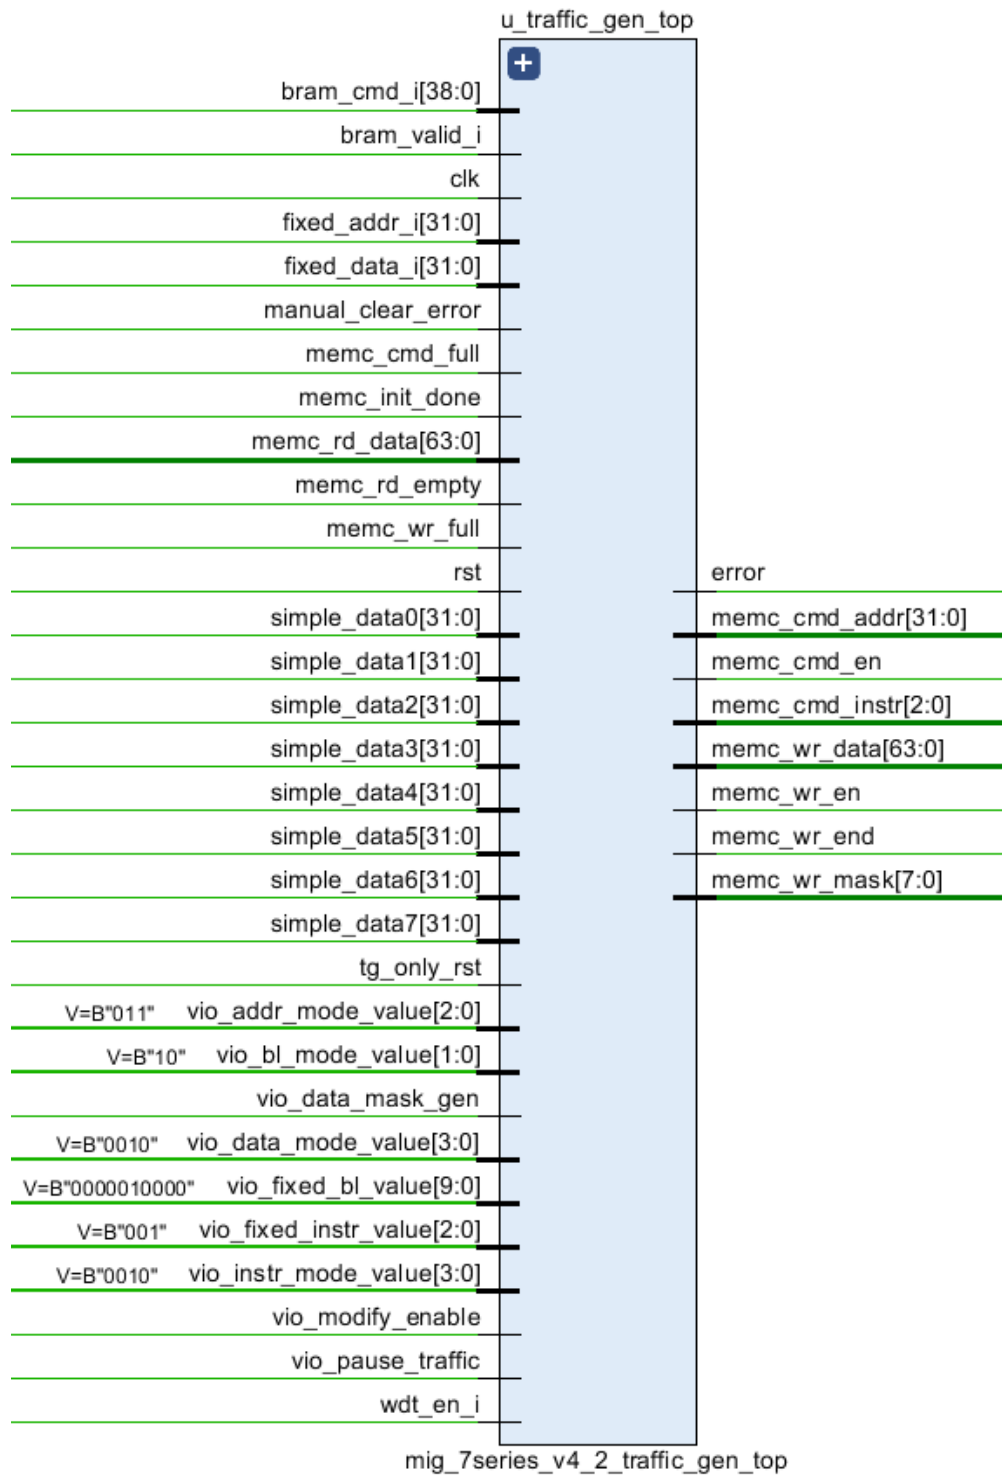 u_traffic_gen_top
bram_cmd_i[38:0]
bram_valid_i
clk
fixed_addr_i[31:0]
fixed_data_i[31:0]
manual_clear_error
memc_cmd_full
memc_init_done
memc_rd_data[63:0]
memc_rd_empty
memc_wr_full
rst error
simple_data0[31:0] memc_cmd_addr[31:0]
simple_data1[31:0] memc_cmd_en
simple_data2[31:0] memc_cmd_instr[2:0]
simple_data3[31:0] memc_wr_data[63:0]
simple_data4[31:0] memc_wr_en
simple_data5[31:0] memc_wr_end
simple_data6[31:0] memc_wr_mask[7:0]
simple_data7[31:0]
tg_only_rst
V=B"011" vio_addr_mode_value[2:0]
V=B"10" vio_bl_mode_value[1:0]
vio_data_mask_gen
V=B"0010" vio_data_mode_value[3:0]
V=B"0000010000" vio_fixed_bl_value[9:0]
V=B"001" vio_fixed_instr_value[2:0]
V=B"0010" vio_instr_mode_value[3:0]
vio_modify_enable
vio_pause_traffic
wdt_en_i
mig_7series_v4_2_traffic_gen_top